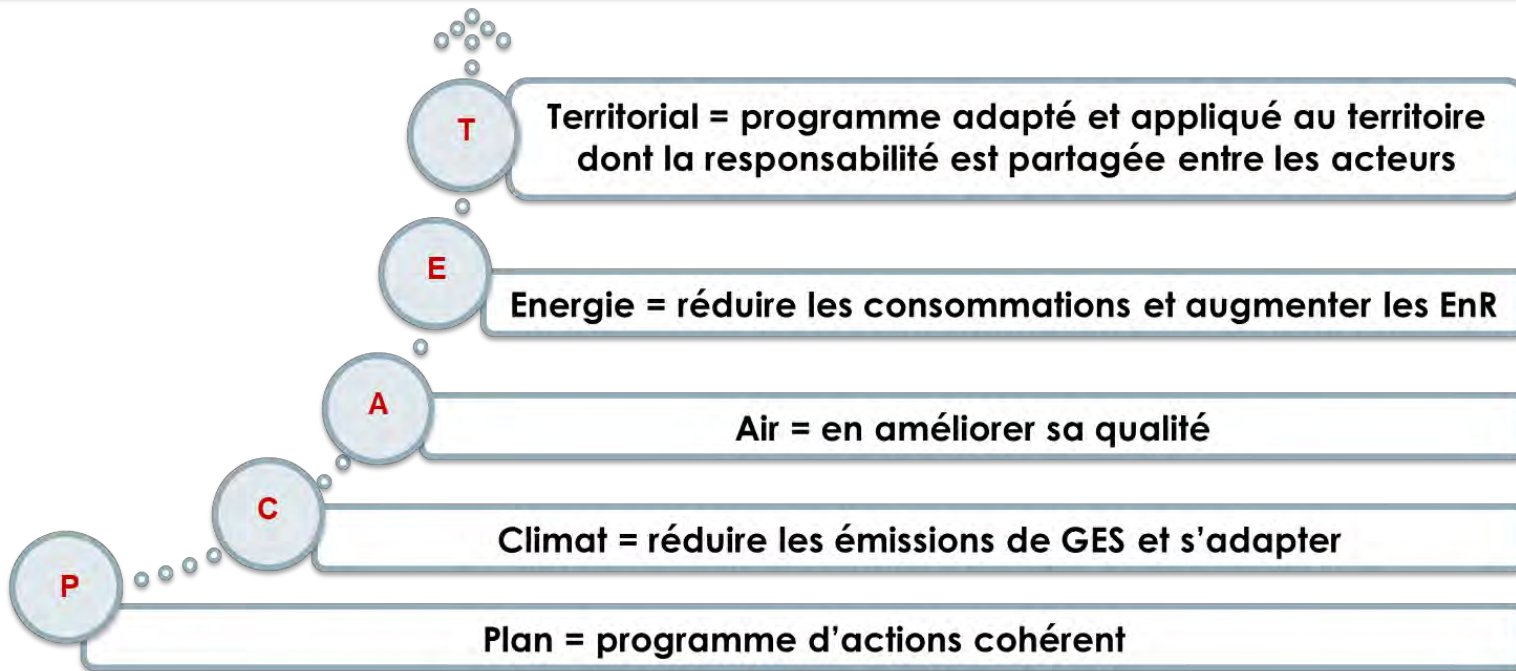 T
Territorial = programme adapté et appliqué au territoire
dont la responsabilité est partagée entre les acteurs
E
Energie = réduire les consommations et augmenter les EnR
A
Air = en améliorer sa qualité
C
Climat = réduire les émissions de GES et s’adapter
P
Plan = programme d’actions cohérent